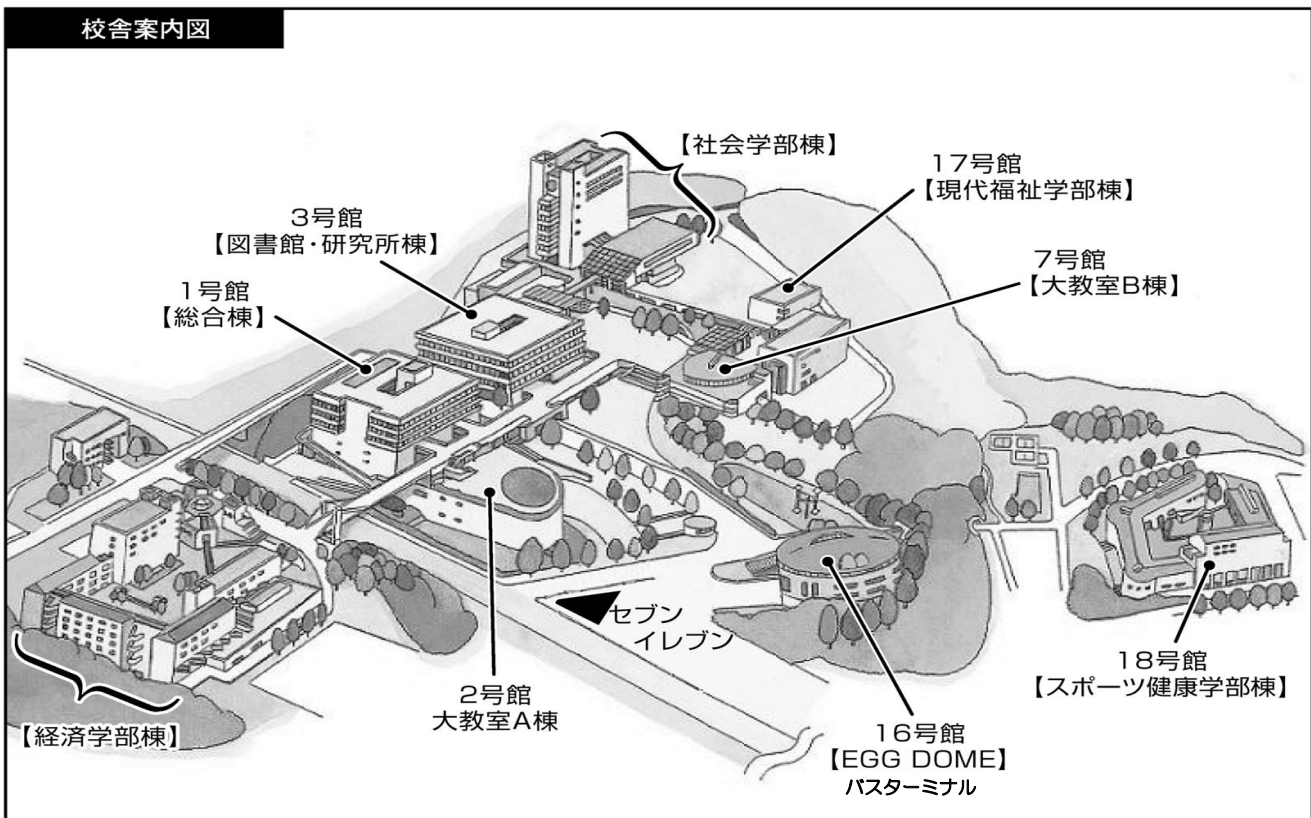 校舎案内図
【社会学部棟】
17号館
【現代福祉学部棟】
3号館
【図書館・研究所棟】
7号館
【大教室B棟】
1号館
【総合棟】
セブン
イレブン
18号館
【スポーツ健康学部棟】
2号館
大教室A棟
【経済学部棟】
16号館
【EGG DOME】
バスターミナル